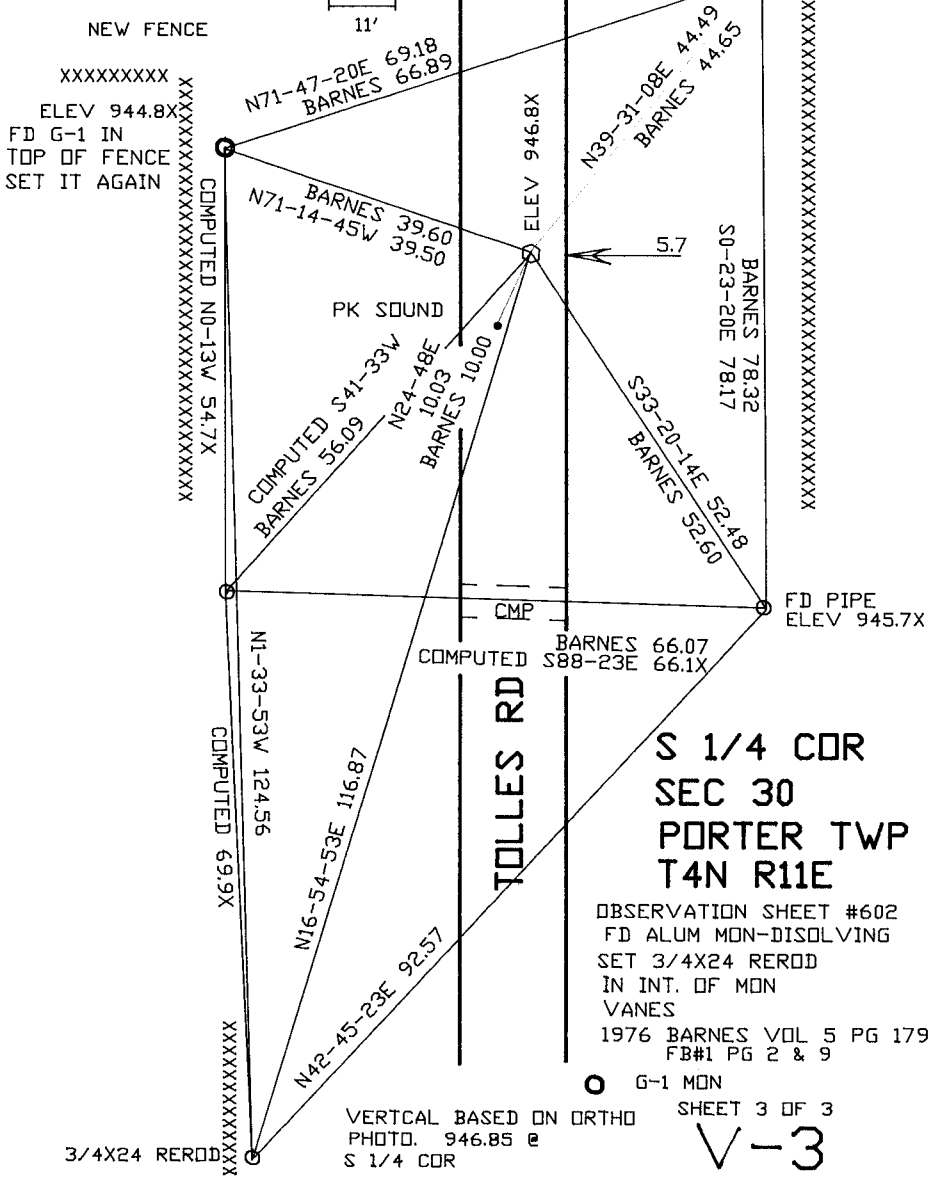 NEW FENCE
11'
XXXXXXXXX
ELEV 944.8X
FD G-1 IN
TOP OF FENCE
SET IT AGAIN
N71-47-20E 69.18
BARNES 66.89
N39-31-08E 44.49
BARNES 44.65
ELEV 946.8X
BARNES 39.60
N71-14-45W 39.50
5.7
COMPUTED N0-13W 54.7X
BARNES 78.32
S0-23-20E 78.17
PK SOUND
COMPUTED S41-33W
BARNES 56.09
N24-48E
10.03
BARNES 10.00
S33-20-14E 52.48
BARNES 52.60
CMP
FD PIPE
ELEV 945.7X
BARNES 66.07
COMPUTED S88-23E 66.1X
N1-33-53W 124.56
COMPUTED 69.9X
N16-54-53E 116.87
TOLLES RD
N42-45-23E 92.57
S 1/4 COR
SEC 30
PORTER TWP
T4N R11E
OBSERVATION SHEET #602
FD ALUM MON-DISOLVING
SET 3/4X24 REROD
IN INT. OF MON
VANES
1976 BARNES VOL 5 PG 179
FB#1 PG 2 & 9
G-1 MON
SHEET 3 OF 3
V-3
VERTCAL BASED ON ORTHO
PHOTO. 946.85 @
S 1/4 COR
3/4X24 REROD